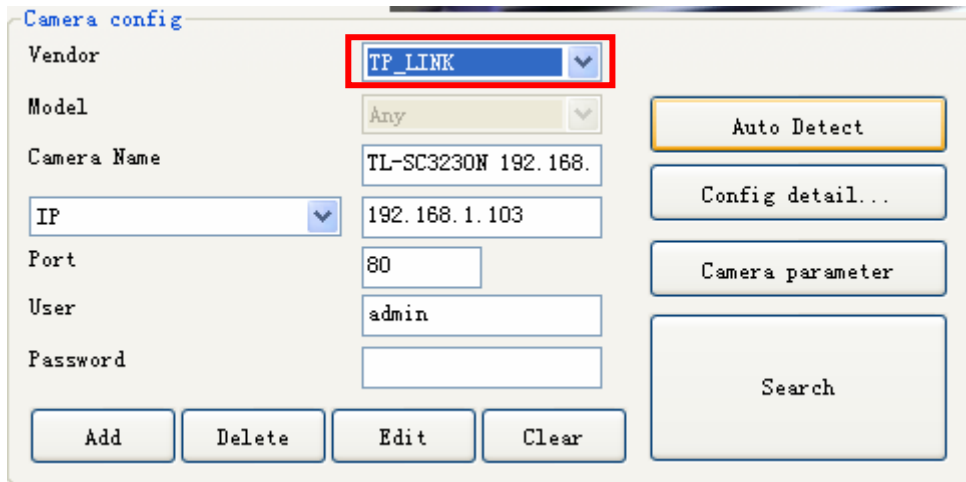 Camera config
Vendor TP_LINK
Model Any
Auto Detect
Camera Name TL-SC3230N 192.168.
Config detail...
IP 192.168.1.103
Port 80
Camera parameter
User admin
Password
Search
Add Delete Edit Clear